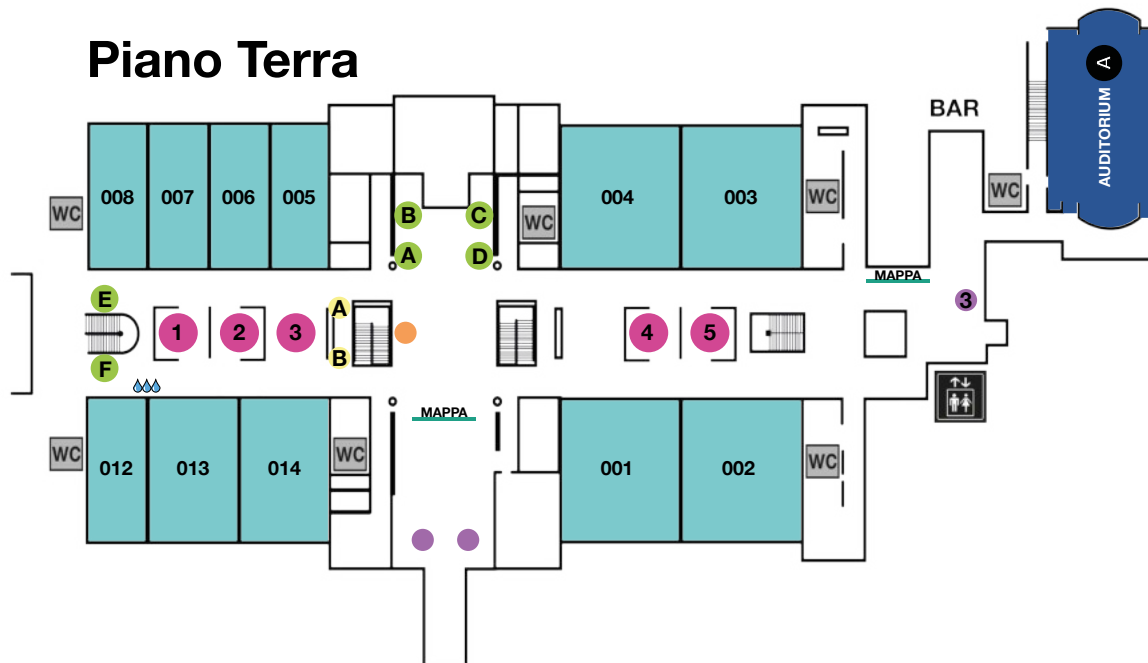 Piano Terra
BAR
A
AUDITORIUM
008
007
006
005
004
003
WC
WC
WC
WC
B
C
A
D
MAPPA
E
A
3
1
2
3
4
5
B
F
MAPPA
WC
012
013
014
WC
001
002
WC